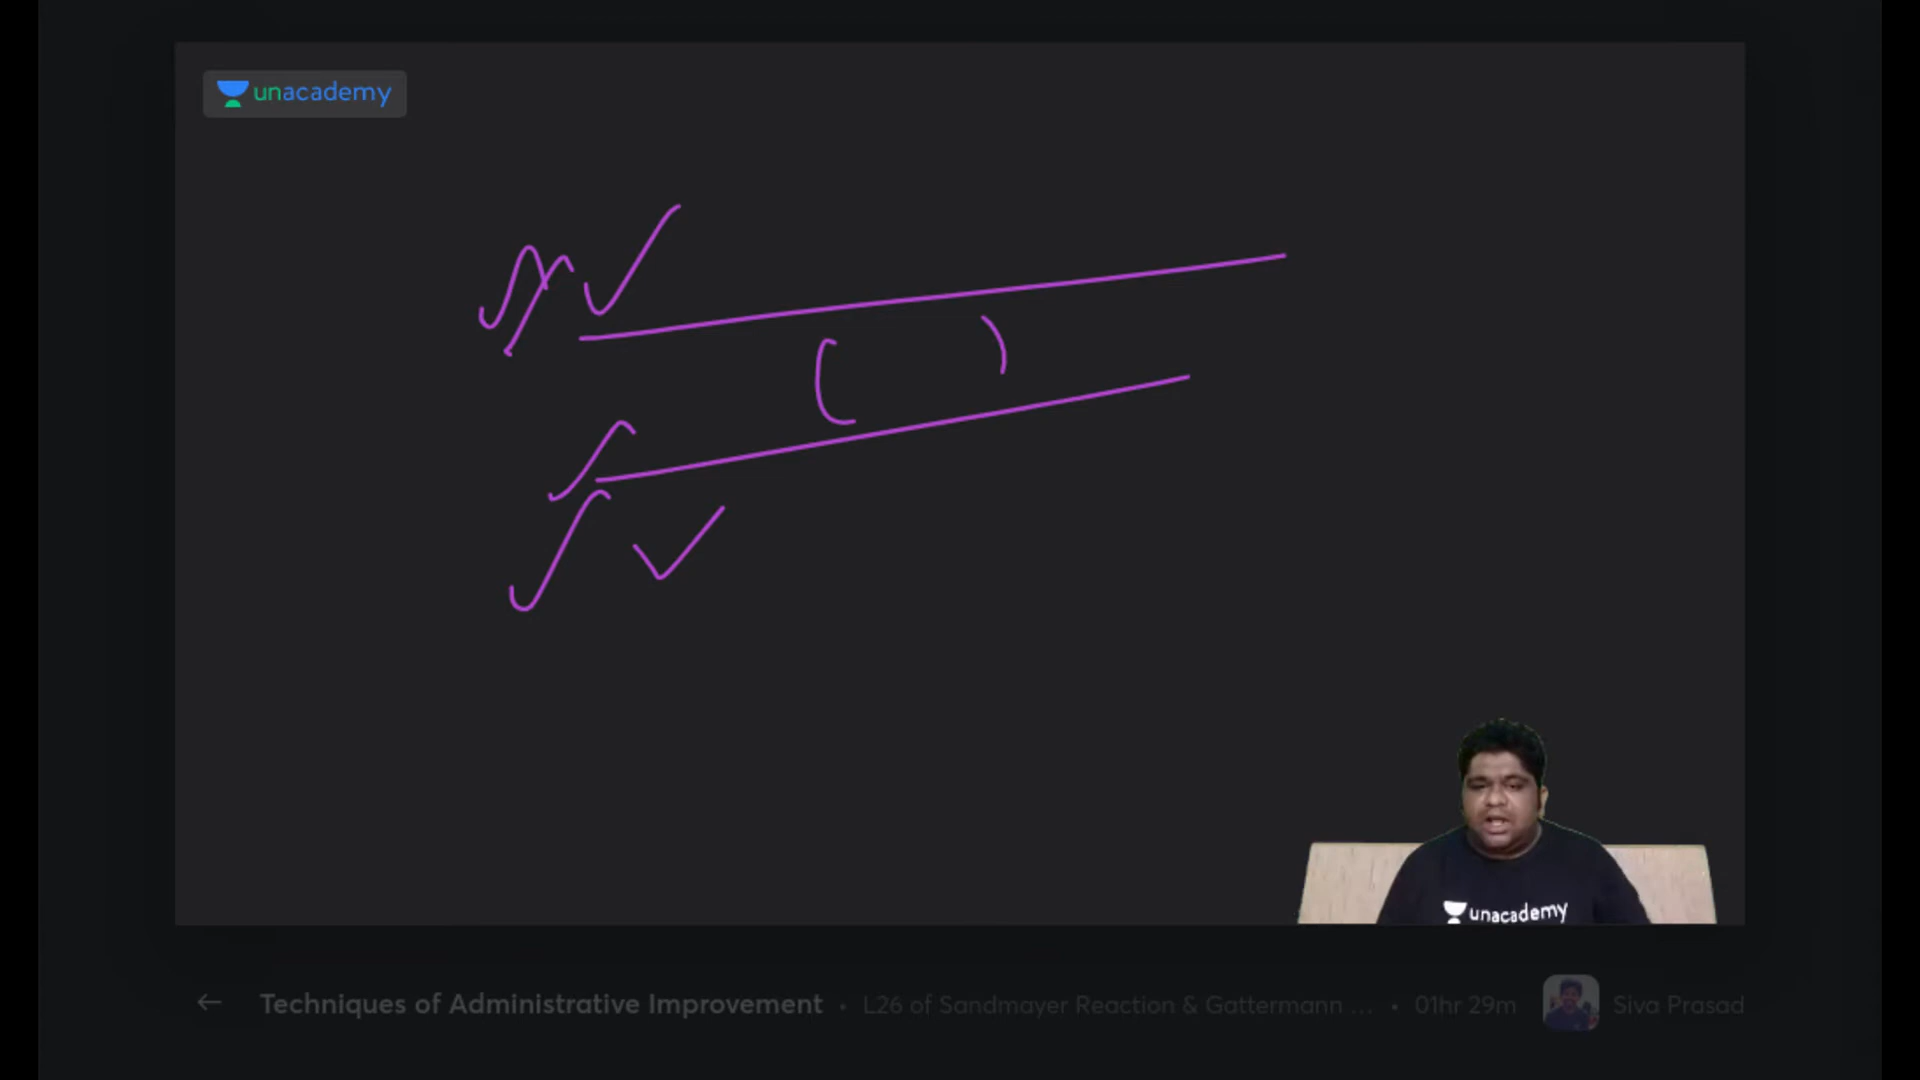 unacademy
unacademy
Techniques of Administrative Improvement • L26 of Sandmayer Reaction & Gattermann ... • 01hr 29m Siva Prasad